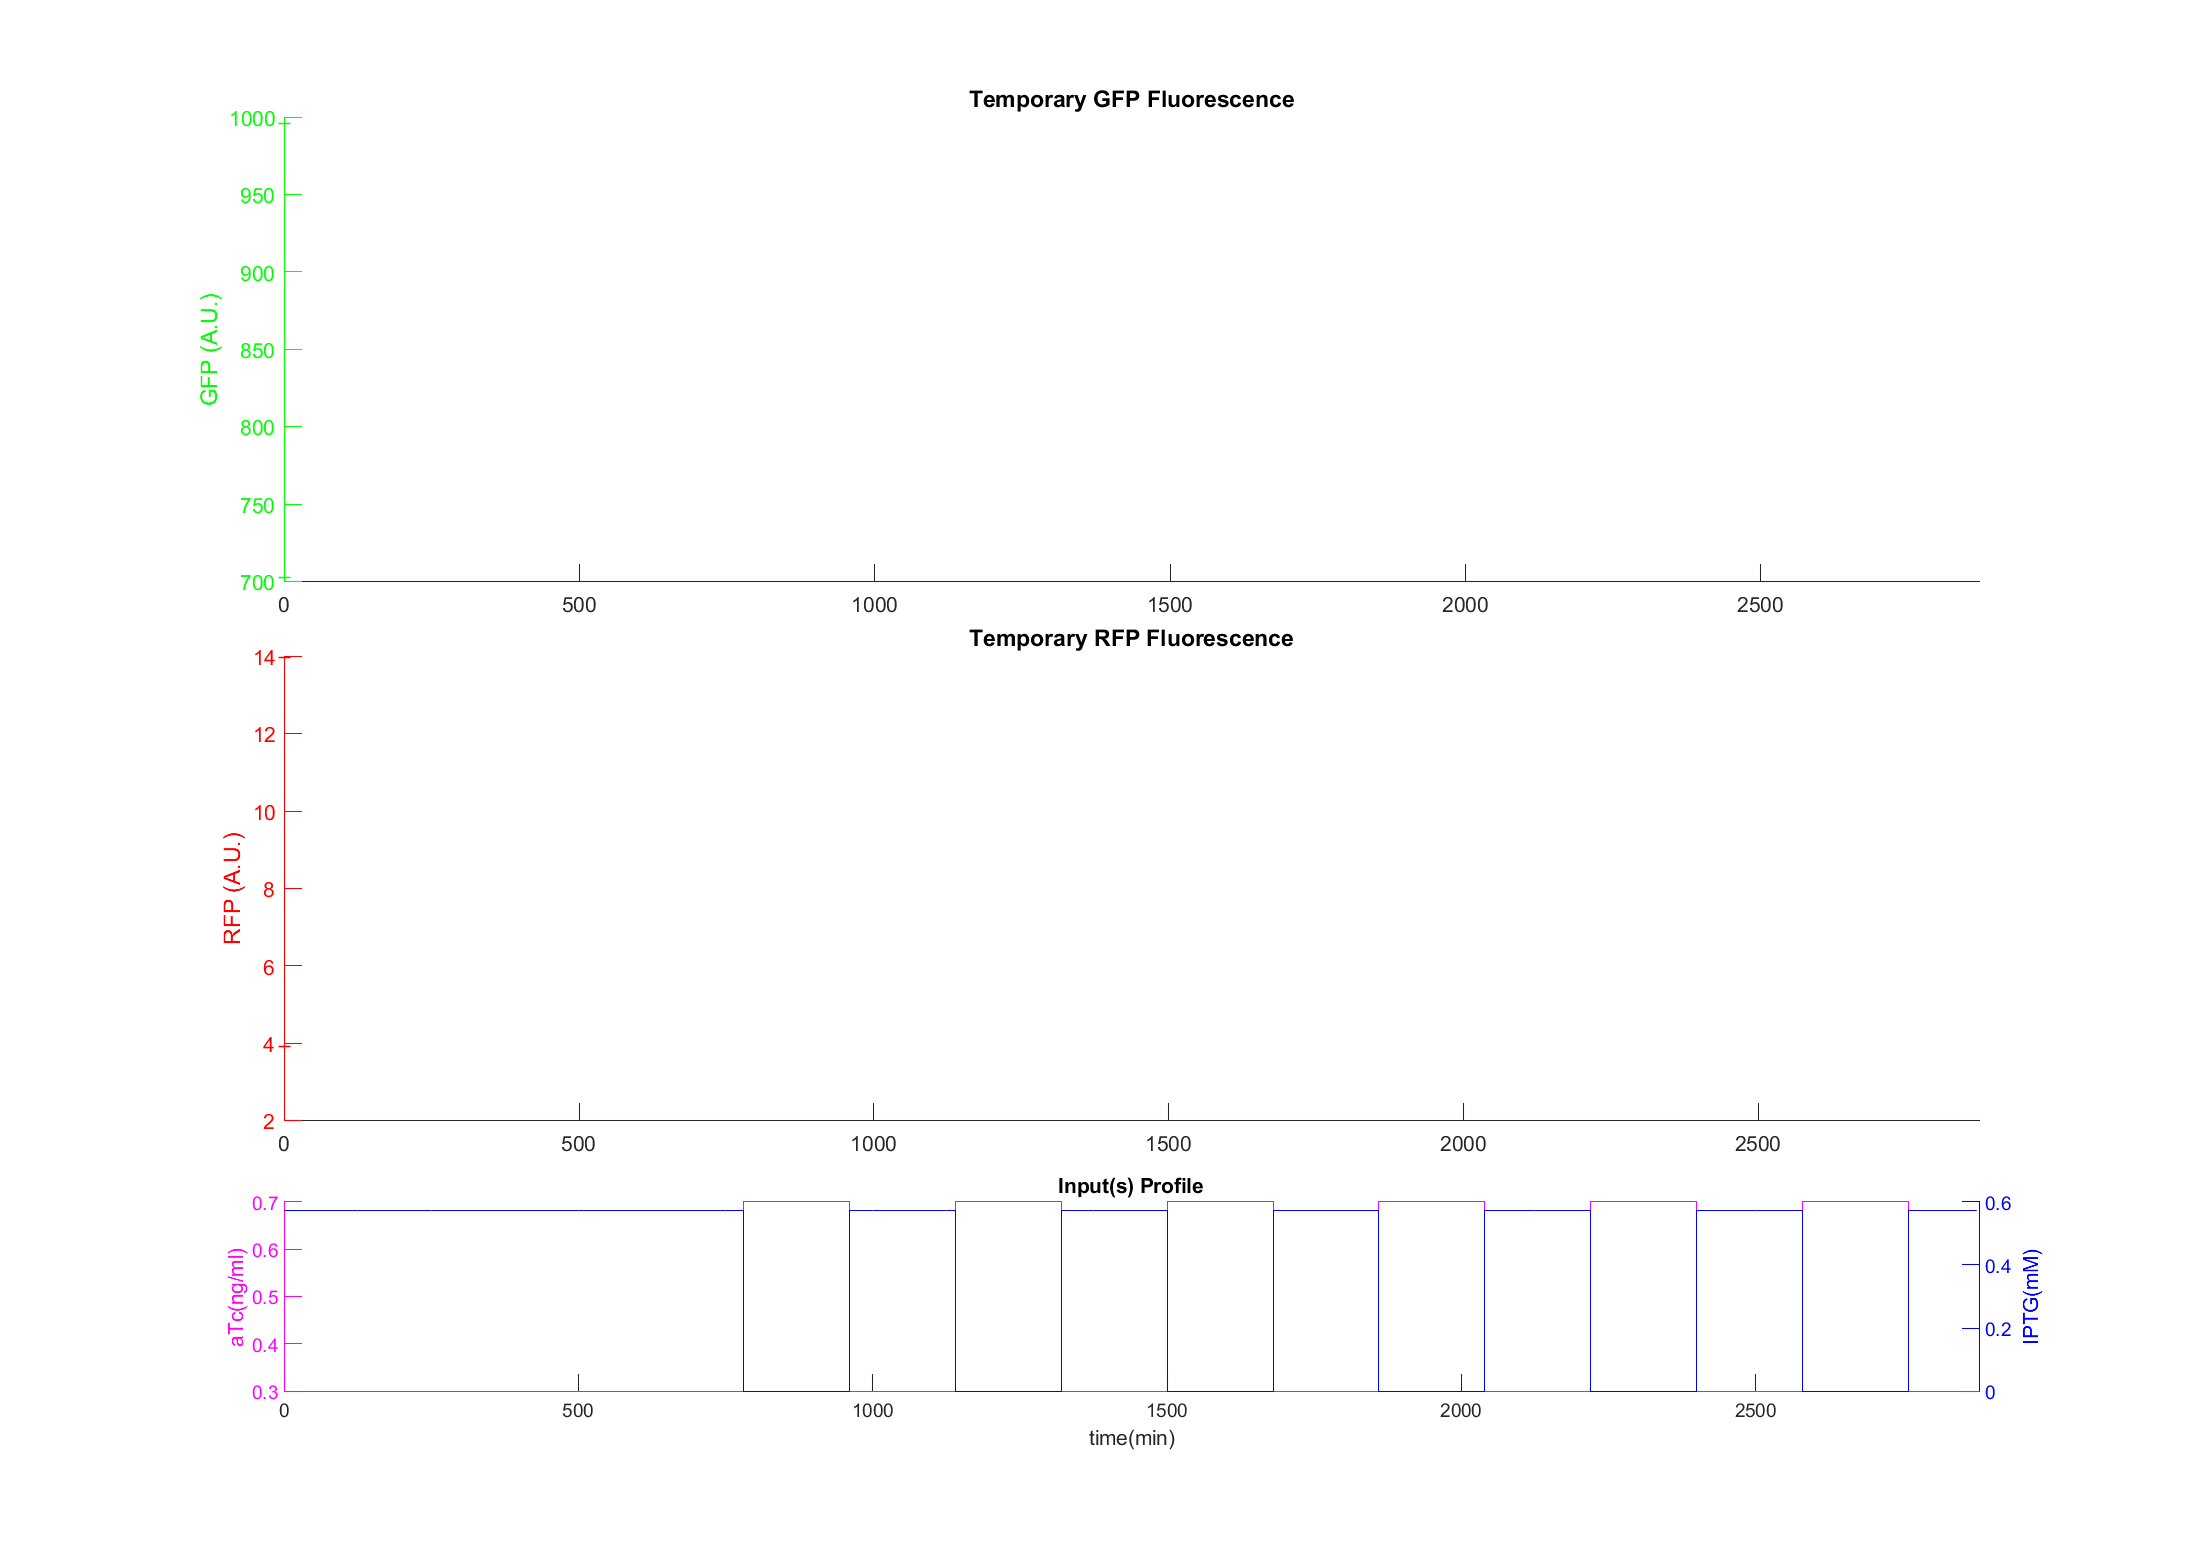 Temporary GFP Fluorescence
1000
950
900
850
800
750
700
GFP (A.U.)
0 500 1000 1500 2000 2500
Temporary RFP Fluorescence
14
12
10
8
6
4
2
RFP (A.U.)
0 500 1000 1500 2000 2500
Input(s) Profile
0.7
0.6
0.5
0.4
0.3
aTc(ng/ml)
0.6
0.4
0.2
0
IPTG(mM)
0 500 1000 1500 2000 2500
time(min)